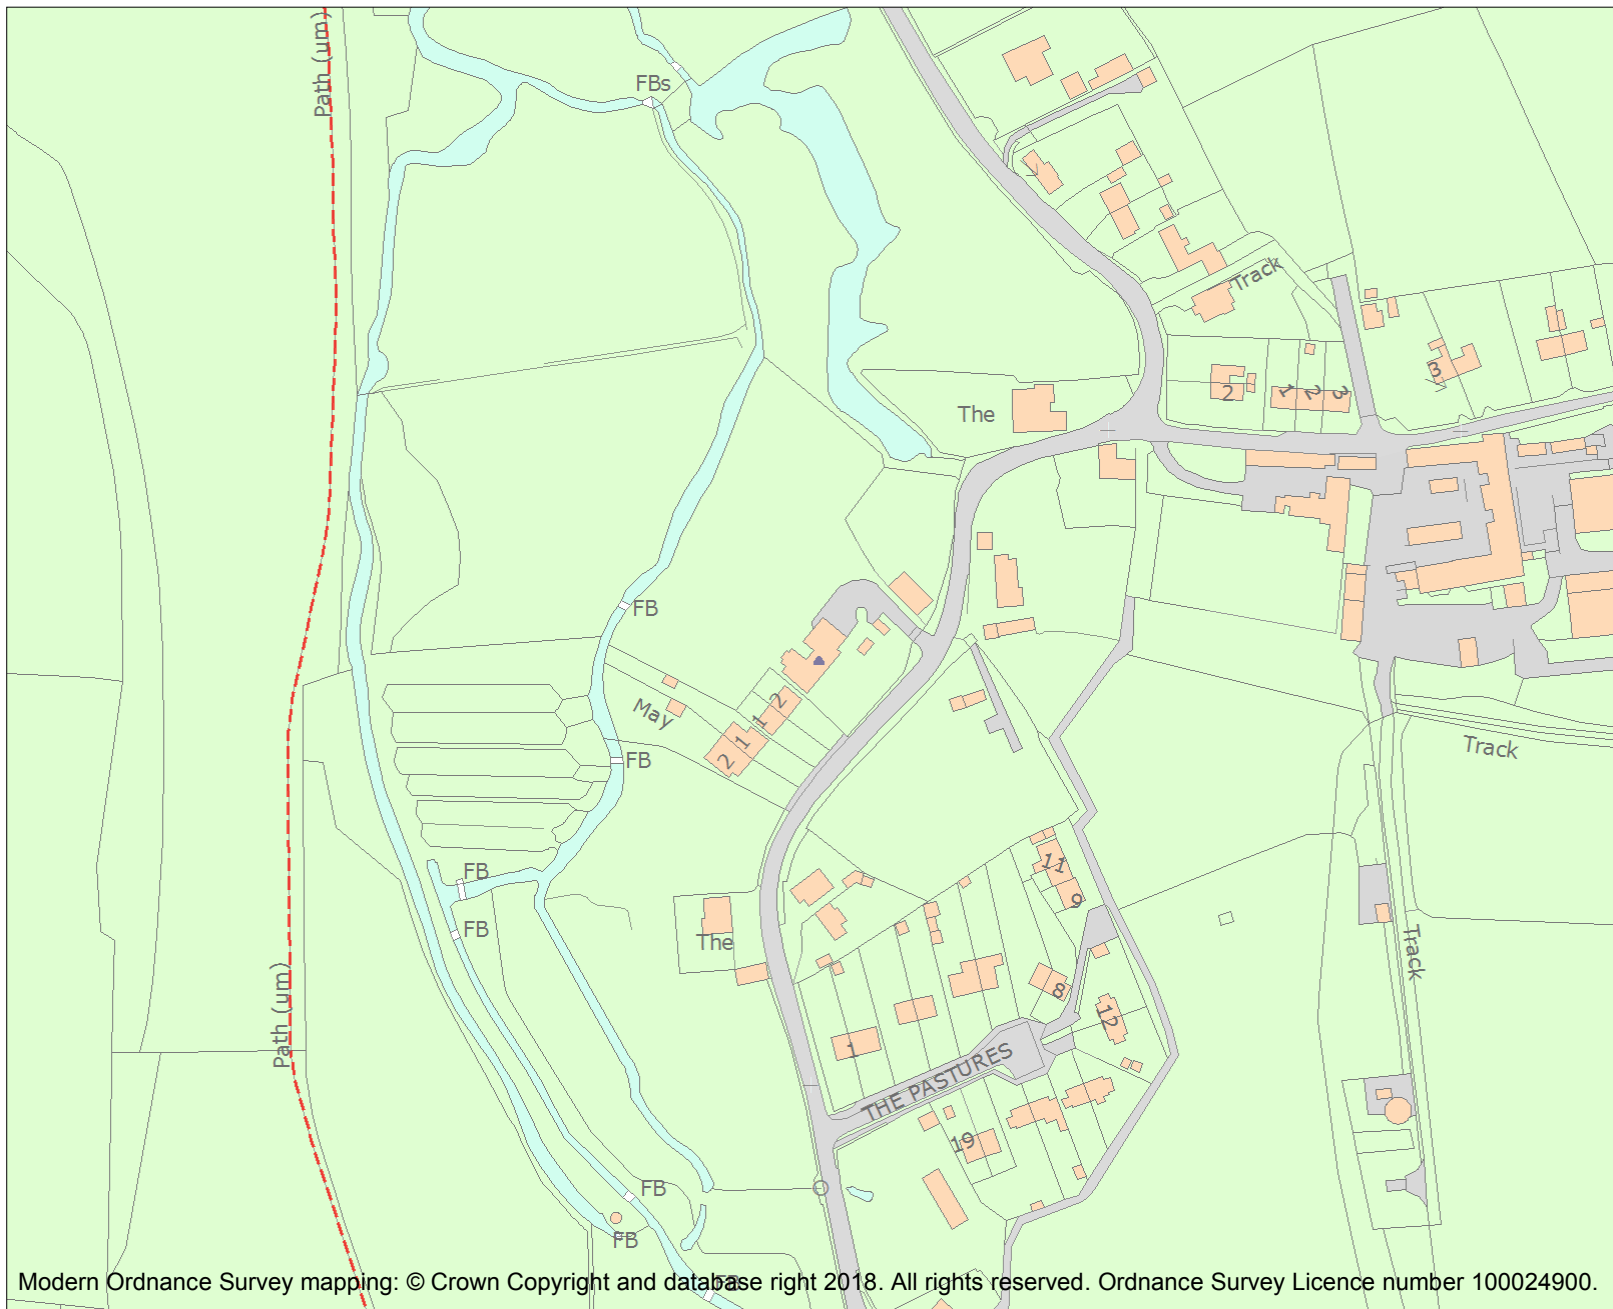 Path (um)
FBs
y
Track
The
2
1
2
3
3
FB
May
2
1
1
2
FB
Track
FB
FB
The
11
9
8
12
Track
1
THE PASTURES
Path (um)
19
FB
FB
FB
Modern Ordnance Survey mapping: © Crown Copyright and database right 2018. All rights reserved. Ordnance Survey Licence number 100024900.